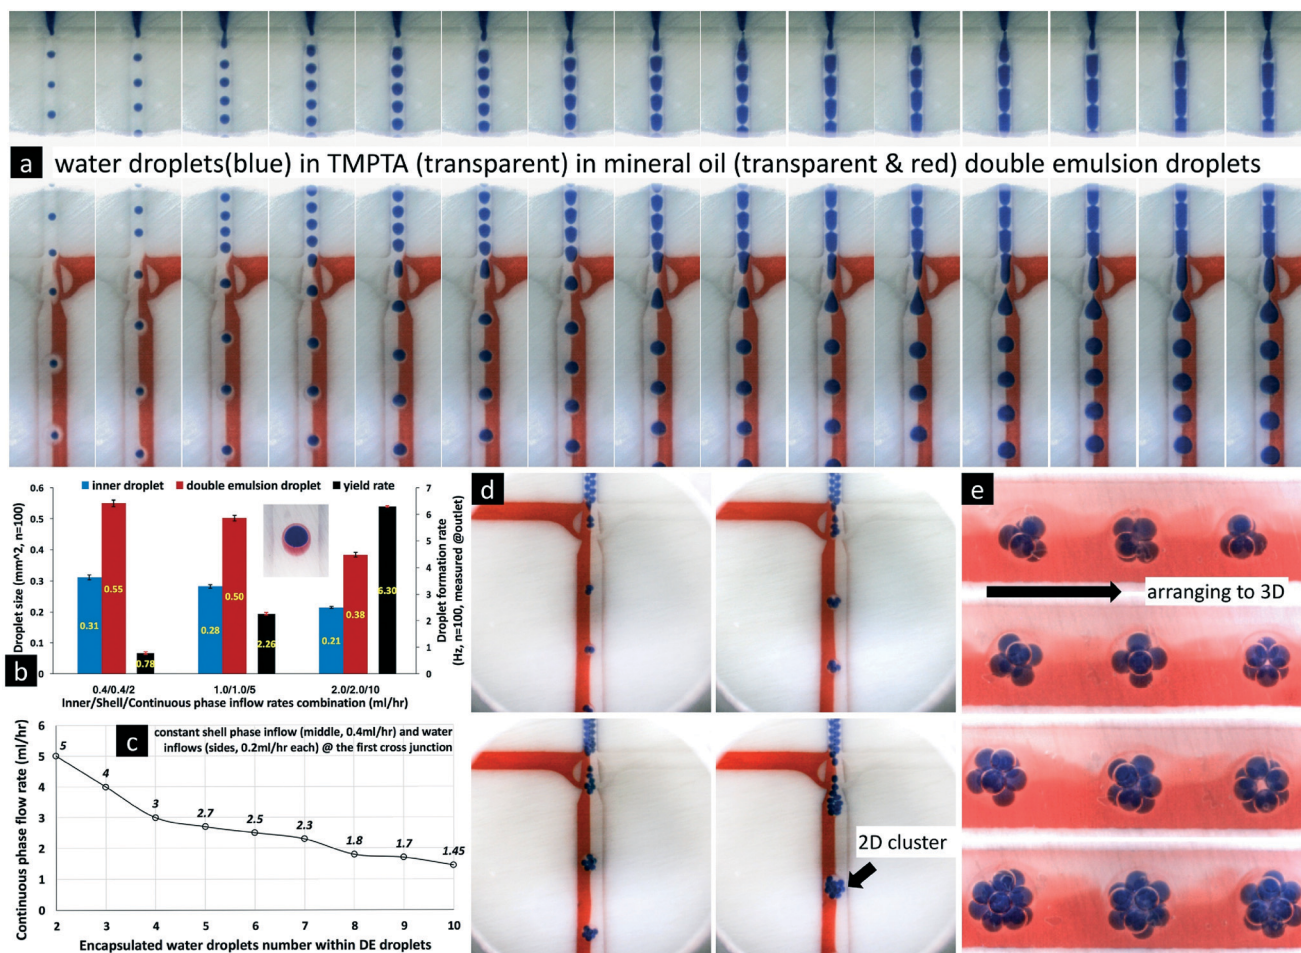 a water droplets(blue) in TMPTA (transparent) in mineral oil (transparent & red) double emulsion droplets
b
inner droplet double emulsion droplet yield rate
Droplet size (mm^2, n=100)
0.6
0.5
0.4
0.3
0.2
0.1
0
0.31
0.55
0.78
0.28
0.50
2.26
0.21
0.38
6.30
7
6
5
4
3
2
1
0
Droplet formation rate
(Hz, n=100, measured @outlet)
0.4/0.4/2 1.0/1.0/5 2.0/2.0/10
Inner/Shell/Continuous phase inflow rates combination (ml/hr)
c
constant shell phase inflow (middle, 0.4ml/hr) and water
inflows (sides, 0.2ml/hr each) @ the first cross junction
Continuous phase flow rate (ml/hr)
6
5
4
3
2
1
0
5
4
3
2.7
2.5
2.3
1.8
1.7
1.45
2 3 4 5 6 7 8 9 10
Encapsulated water droplets number within DE droplets
d
2D cluster
e
arranging to 3D